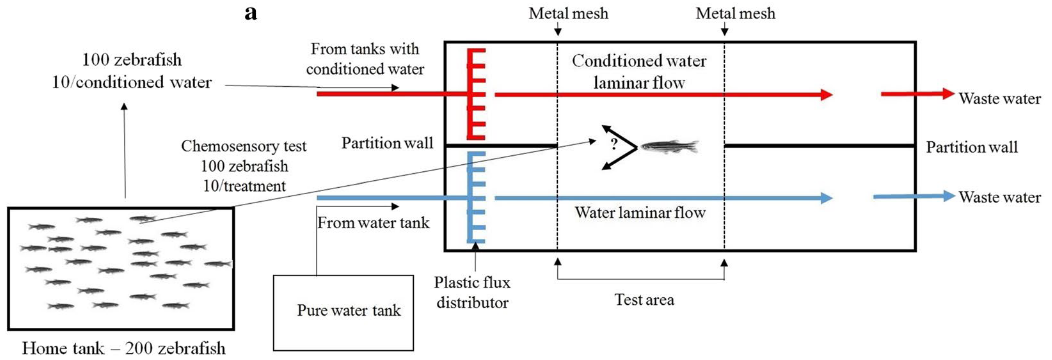 a
Metal mesh
Metal mesh
100 zebrafish
10/conditioned water
From tanks with
conditioned water
Conditioned water
laminar flow
Waste water
Partition wall
?
Partition wall
Chemosensory test
100 zebrafish
10/treatment
From water tank
Water laminar flow
Waste water
Plastic flux
distributor
Test area
Pure water tank
Home tank – 200 zebrafish